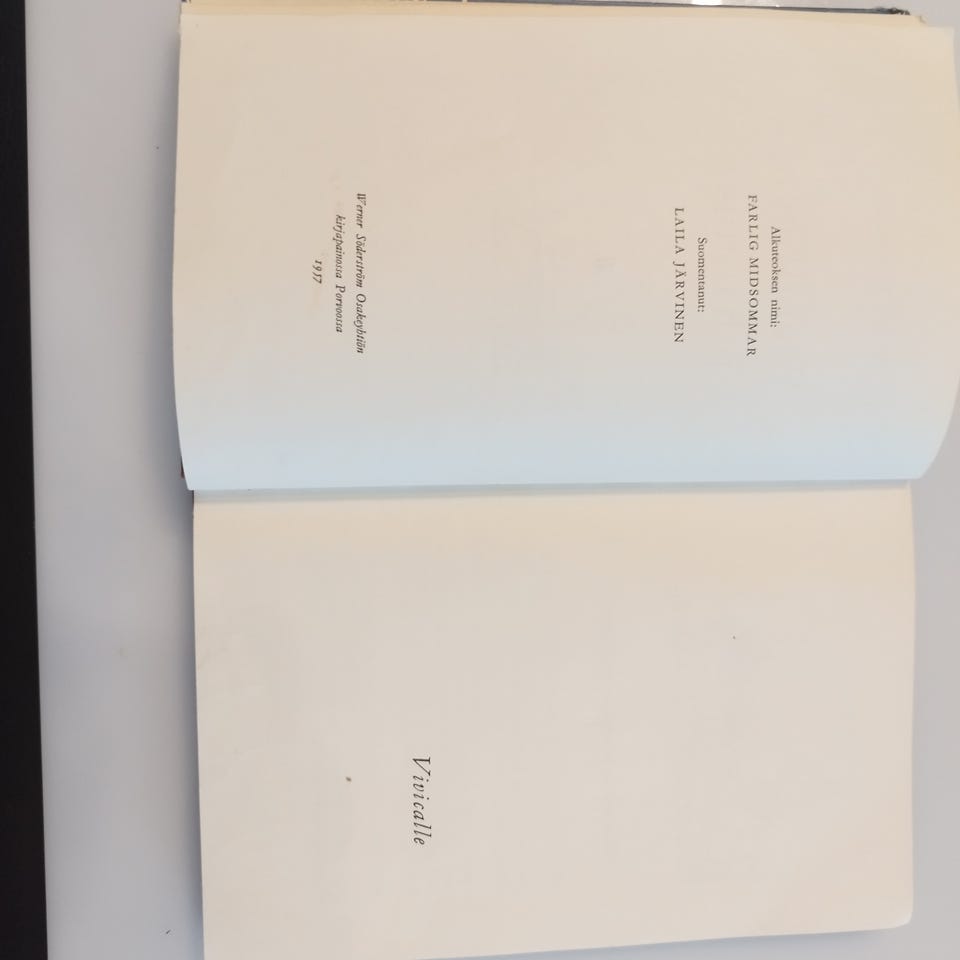 Alkuteoksen nimi:
FARLIG MIDSOMMAR
Suomentanut:
LAILA JÄRVINEN
Werner Söderström Osakeyhtiön
kirjapainossa Porvoossa
1957
Vivicalle